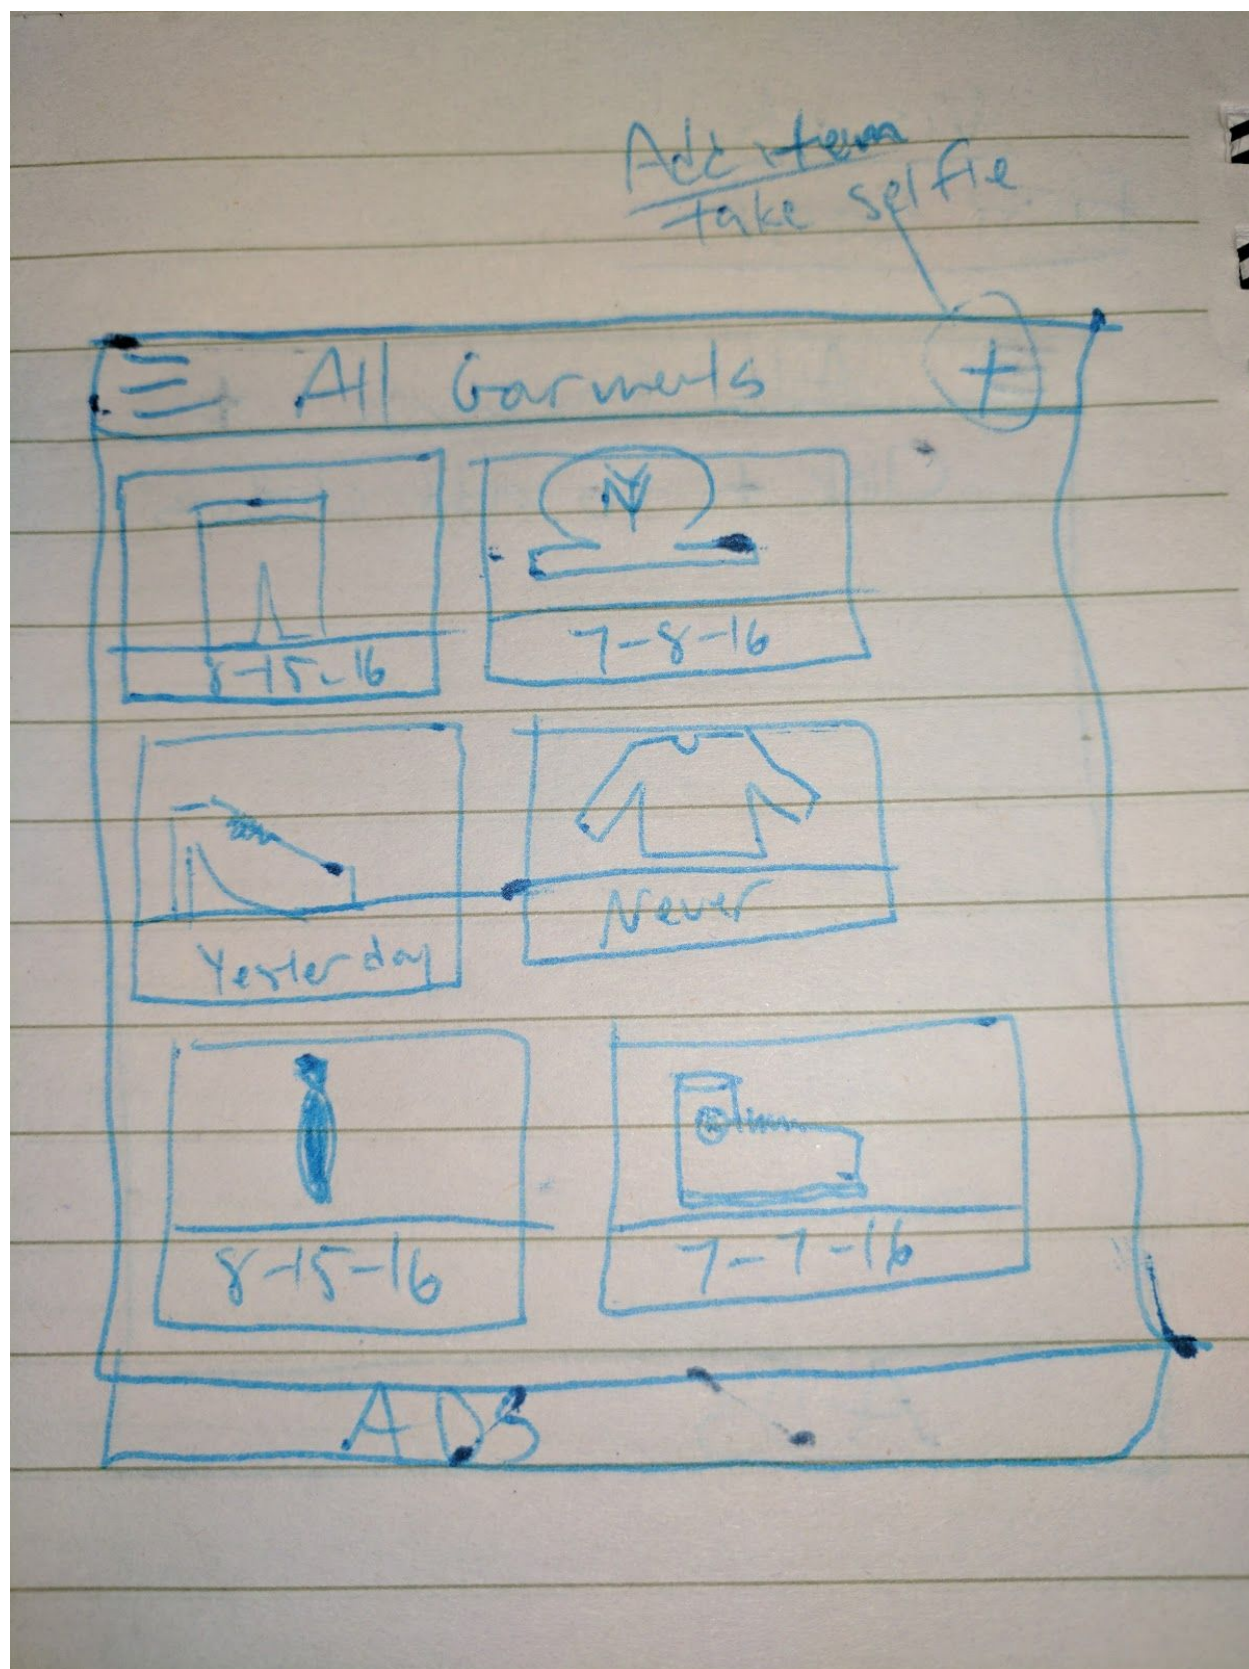 Add item
take selfie
All Garments
+
NY
8-15-16
7-8-16
Yesterday
Never
8-15-16
7-7-16
ADS